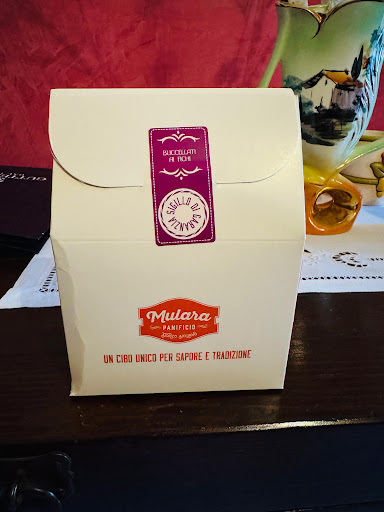 BUCCELLATI
AI FICHI
SIGILLO DI GARANZIA
Mulara
PANIFICIO
UN CIBO UNICO PER SAPORE E TRADIZIONE